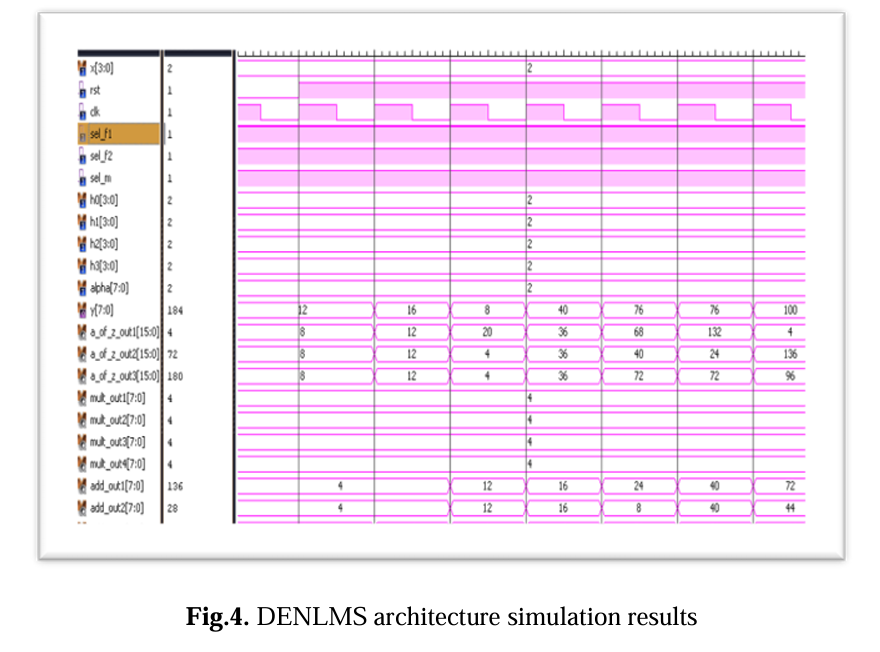 x[3:0] 2 2
rst 1
clk 1
sel_f1 1
sel_f2 1
sel_m 1
h0[3:0] 2 2
h1[3:0] 2 2
h2[3:0] 2 2
h3[3:0] 2 2
alpha[7:0] 2 2
y[7:0] 184 12 16 8 40 76 76 100
a_of_z_out1[15:0] 4 8 12 20 36 68 132 4
a_of_z_out2[15:0] 72 8 12 4 36 40 24 136
a_of_z_out3[15:0] 180 8 12 4 36 72 72 96
mult_out1[7:0] 4 4
mult_out2[7:0] 4 4
mult_out3[7:0] 4 4
mult_out4[7:0] 4 4
add_out1[7:0] 136 4 12 16 24 40 72
add_out2[7:0] 28 4 12 16 8 40 44
Fig.4. DENLMS architecture simulation results